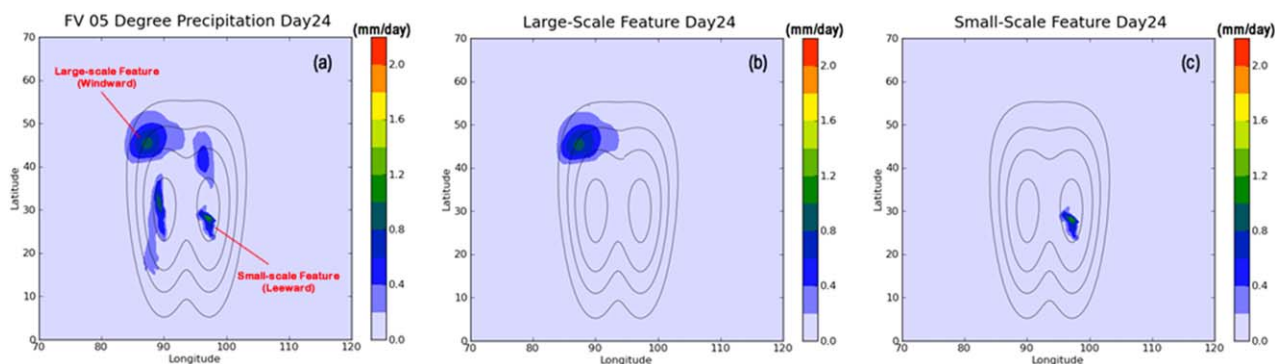 FV 05 Degree Precipitation Day24
(mm/day)
(a)
Large-scale Feature
(Windward)
Small-scale Feature
(Leeward)
Latitude
70
60
50
40
30
20
10
0
70 80 90 100 110 120
Longitude
2.0
1.6
1.2
0.8
0.4
0.0
Large-Scale Feature Day24
(mm/day)
(b)
Latitude
70
60
50
40
30
20
10
0
70 80 90 100 110 120
Longitude
2.0
1.6
1.2
0.8
0.4
0.0
Small-Scale Feature Day24
(mm/day)
(c)
Latitude
70
60
50
40
30
20
10
0
70 80 90 100 110 120
Longitude
2.0
1.6
1.2
0.8
0.4
0.0